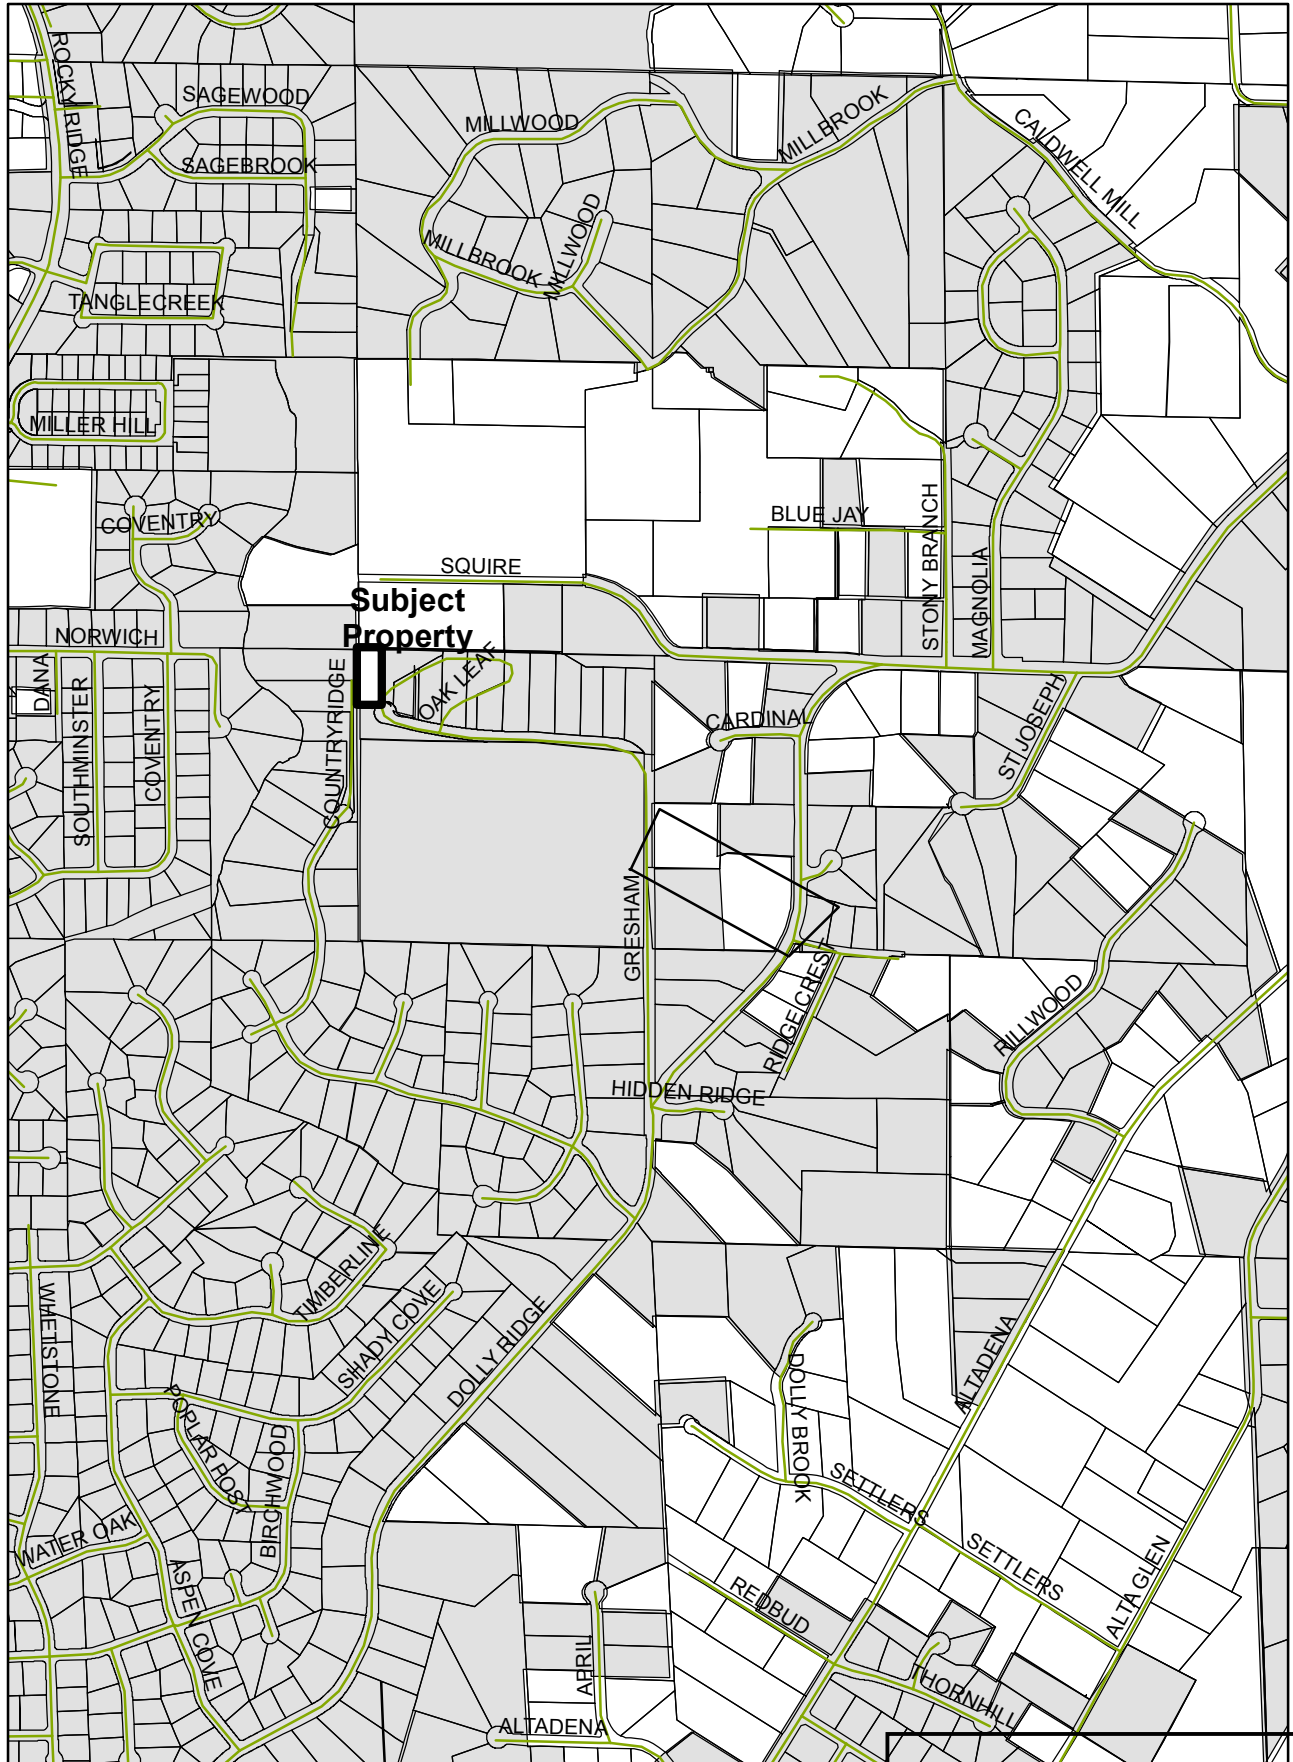 ROCKY RIDGE
SAGEWOOD
SAGEBROOK
MILLWOOD
MILLBROOK
CALDWELL MILL
MILLWOOD
MILLBROOK
TANGLECREEK
MILLER HILL
COVENTRY
BLUE JAY
STONY BRANCH
MAGNOLIA
SQUIRE
Subject
Property
NORWICH
DANA
SOUTHMINSTER
COVENTRY
COUNTRYRIDGE
OAK LEAF
CARDINAL
ST JOSEPH
GRESHAM
RIDGE CREST
RILLWOOD
HIDDEN RIDGE
TIMBERLINE
SHADY COVE
DOLLY RIDGE
WHETSTONE
POPLAR POST
BIRCHWOOD
WATER OAK
ASPEN COVE
DOLLY BROOK
ALTADENA
SETTLERS
SETTLERS
ALTA GLEN
REDBUD
THORNHILL
APRIL
ALTADENA